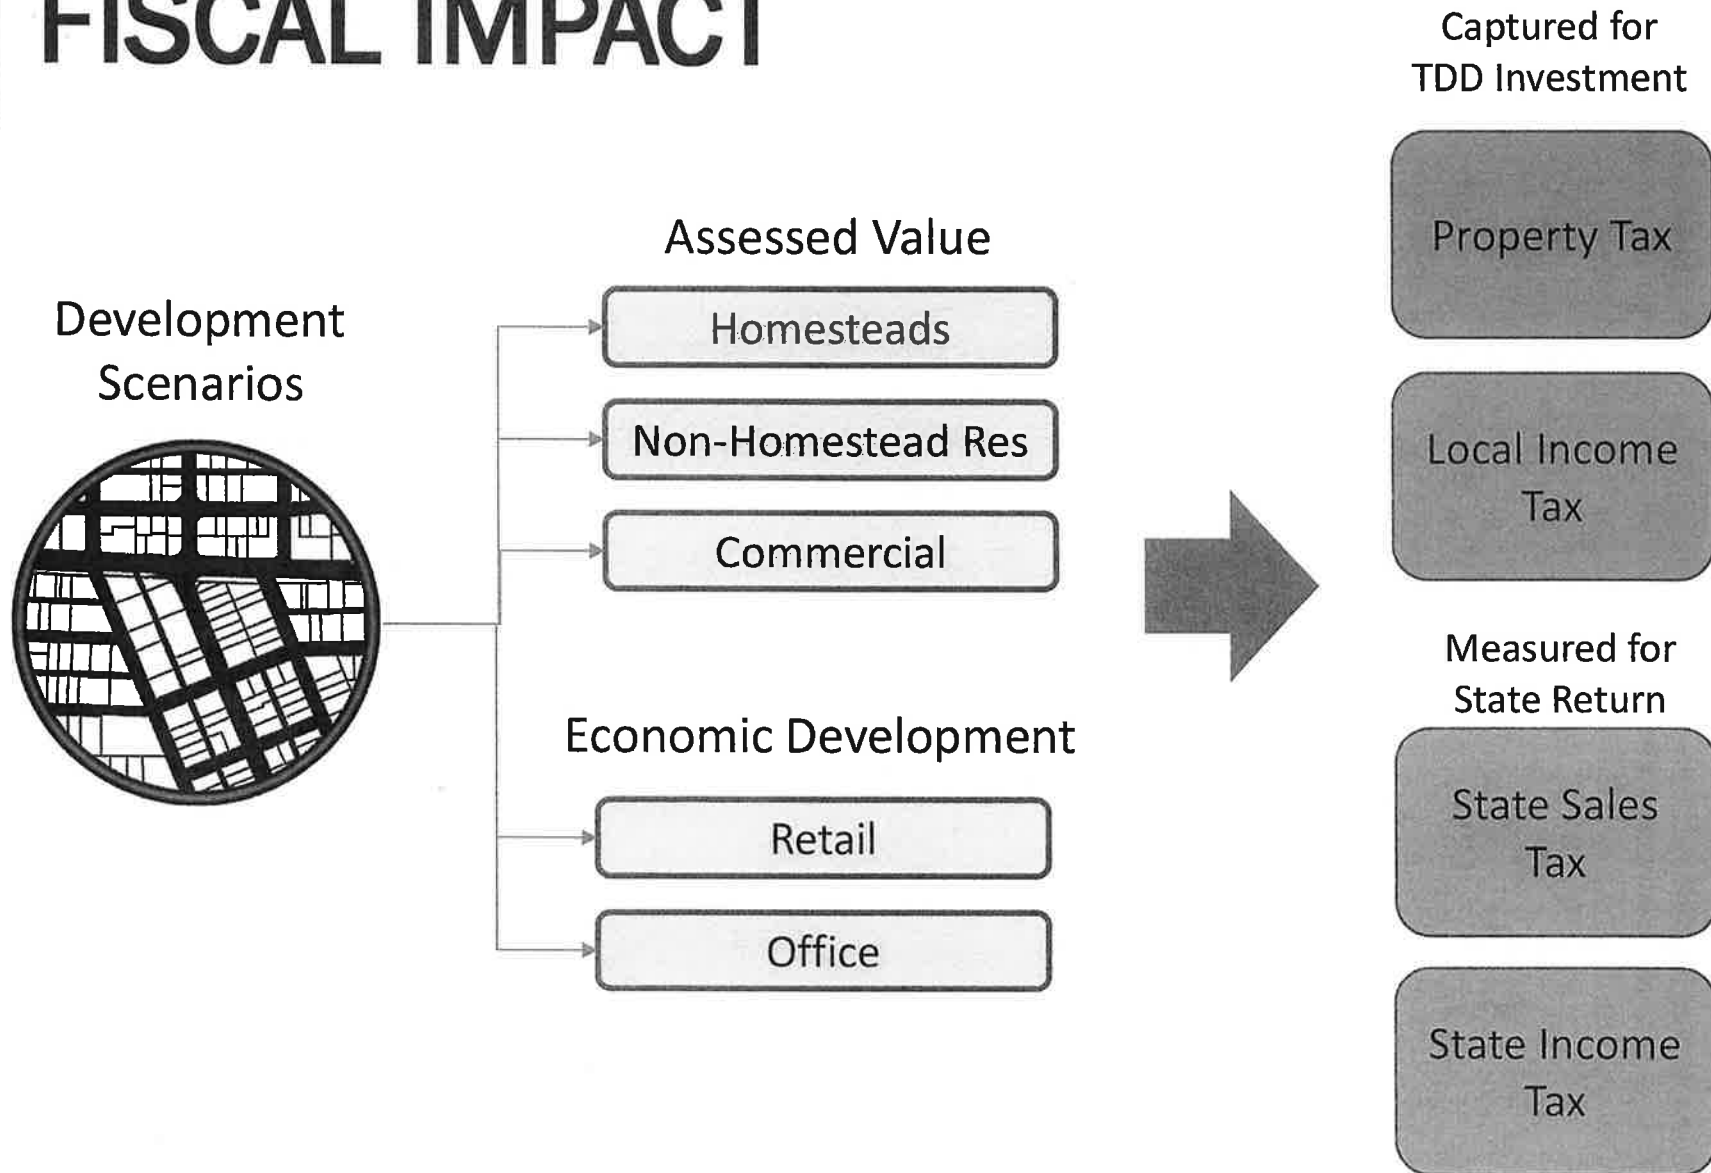 FISCAL IMPACT
Development
Scenarios
Assessed Value
Homesteads
Non-Homestead Res
Commercial
Economic Development
Retail
Office
Captured for
TDD Investment
Property Tax
Local Income
Tax
Measured for
State Return
State Sales
Tax
State Income
Tax